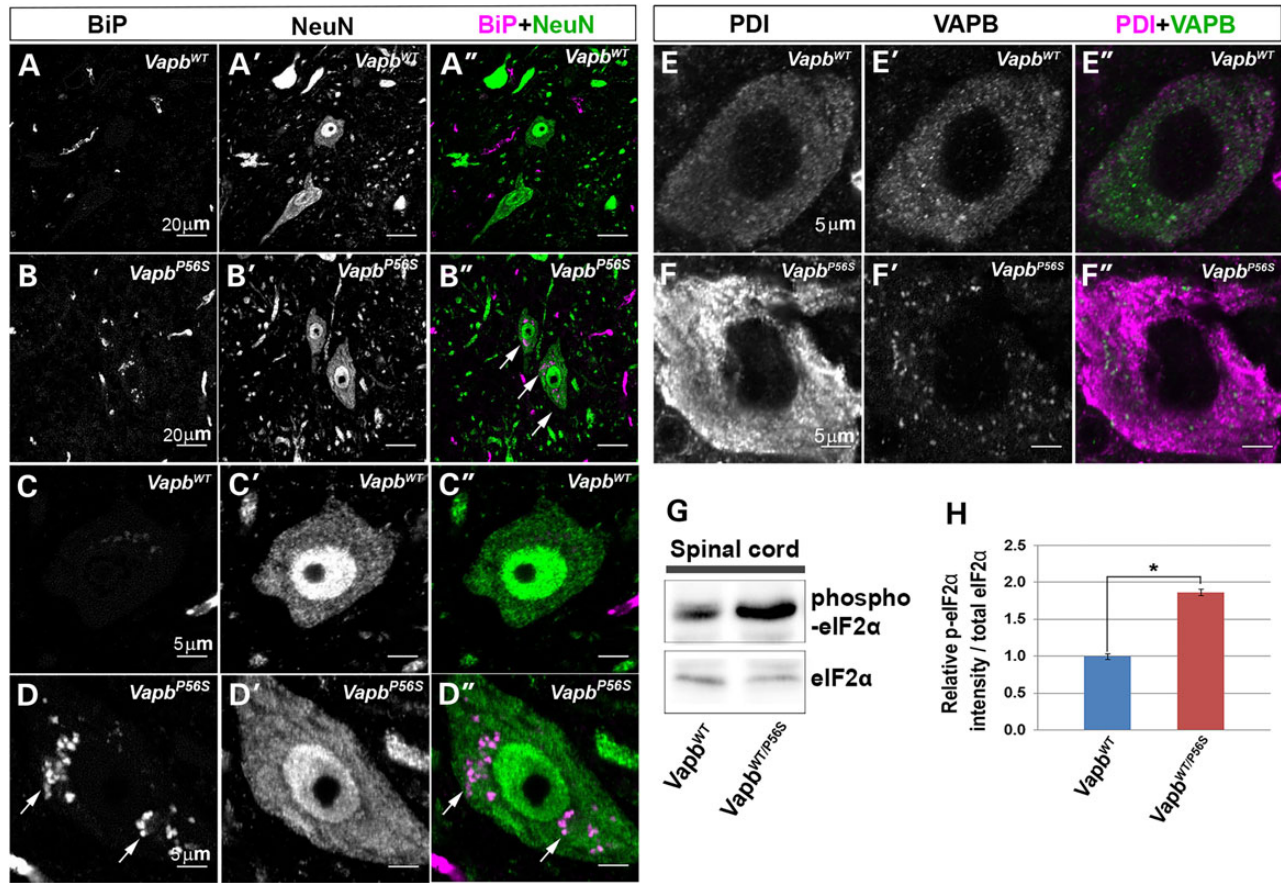 BiP NeuN BiP+NeuN
A Vapb^WT A′ Vapb^WT A″ Vapb^WT
20μm
B Vapb^P56S B′ Vapb^P56S B″ Vapb^P56S
20μm
C Vapb^WT C′ Vapb^WT C″ Vapb^WT
5μm
D Vapb^P56S D′ Vapb^P56S D″ Vapb^P56S
5μm
PDI VAPB PDI+VAPB
E Vapb^WT E′ Vapb^WT E″ Vapb^WT
5μm
F Vapb^P56S F′ Vapb^P56S F″ Vapb^P56S
5μm
G
Spinal cord
phospho
-eIF2α
eIF2α
Vapb^WT
Vapb^WT/P56S
H
Relative p-eIF2α
intensity / total eIF2α
2.5
2.0
1.5
1.0
0.5
0.0
*
Vapb^WT
Vapb^WT/P56S